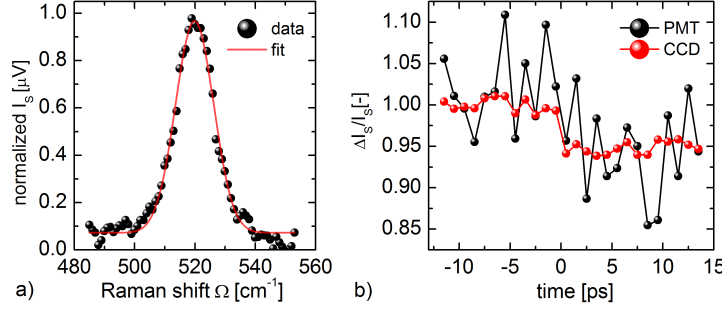 1.0
0.8
0.6
0.4
0.2
0.0
normalized I_S [μV]
data
fit
480 500 520 540 560
a) Raman shift Ω [cm⁻¹]
1.10
1.05
1.00
0.95
0.90
0.85
ΔI_S/I_S[-]
PMT
CCD
-10 -5 0 5 10 15
b) time [ps]